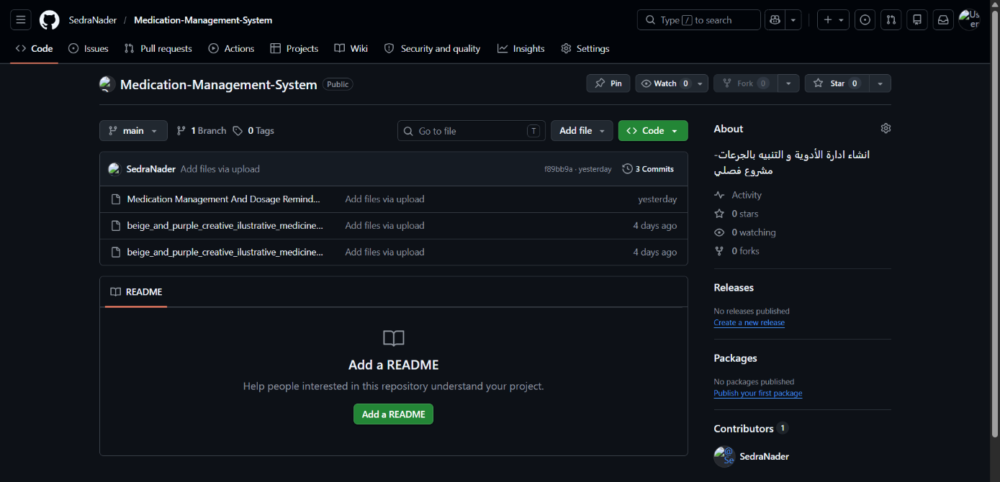 SedraNader / Medication-Management-System
Type / to search
Code
Issues
Pull requests
Actions
Projects
Wiki
Security and quality
Insights
Settings
Medication-Management-System Public
Pin
Watch 0
Fork 0
Star 0
main
1 Branch
0 Tags
Go to file T
Add file
Code
SedraNader Add files via upload f89bb9a · yesterday 3 Commits
Medication Management And Dosage Remind... Add files via upload yesterday
beige_and_purple_creative_ilustrative_medicine... Add files via upload 4 days ago
beige_and_purple_creative_ilustrative_medicine... Add files via upload 4 days ago
README
Add a README
Help people interested in this repository understand your project.
Add a README
About
انشاء ادارة الأدوية و التنبيه بالجرعات-
مشروع فصلي
Activity
0 stars
0 watching
0 forks
Releases
No releases published
Create a new release
Packages
No packages published
Publish your first package
Contributors 1
SedraNader